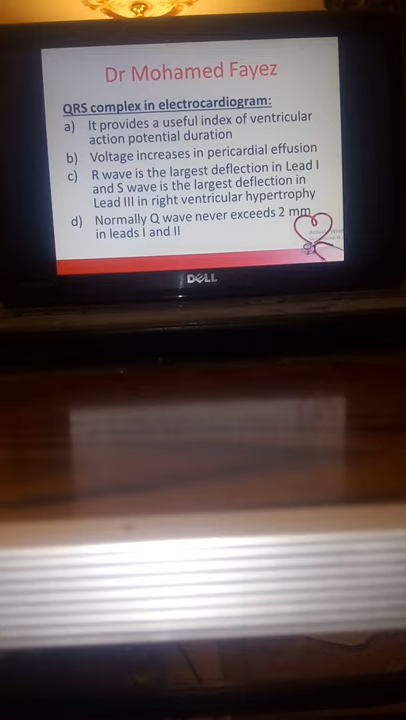 Dr Mohamed Fayez
QRS complex in electrocardiogram:
a) It provides a useful index of ventricular
action potential duration
b) Voltage increases in pericardial effusion
c) R wave is the largest deflection in Lead I
and S wave is the largest deflection in
Lead III in right ventricular hypertrophy
d) Normally Q wave never exceeds 2 mm
in leads I and II
DELL